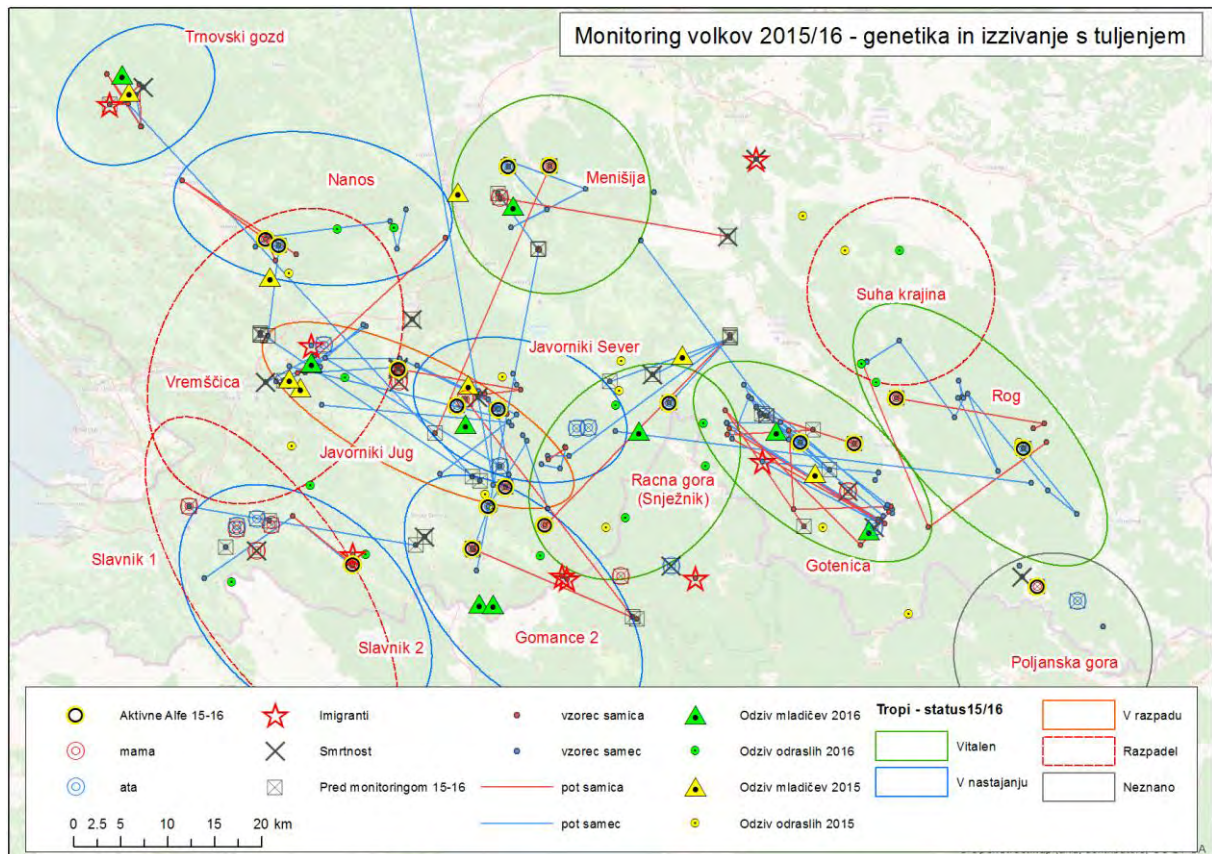 Monitoring volkov 2015/16 - genetika in izzivanje s tuljenjem
Trnovski gozd
Nanos
Menišija
Suha krajina
Vremščica
Javorniki Sever
Rog
Javorniki Jug
Racna gora
(Snježnik)
Slavnik 1
Gotenica
Slavnik 2
Gomance 2
Poljanska gora
Aktivne Alfe 15-16
mama
ata
0 2.5 5 10 15 20 km
Imigranti
Smrtnost
Pred monitoringom 15-16
vzorec samica
vzorec samec
pot samica
pot samec
Odziv mladičev 2016
Odziv odraslih 2016
Odziv mladičev 2015
Odziv odraslih 2015
Tropi - status15/16
Vitalen
V nastajanju
V razpadu
Razpadel
Neznano